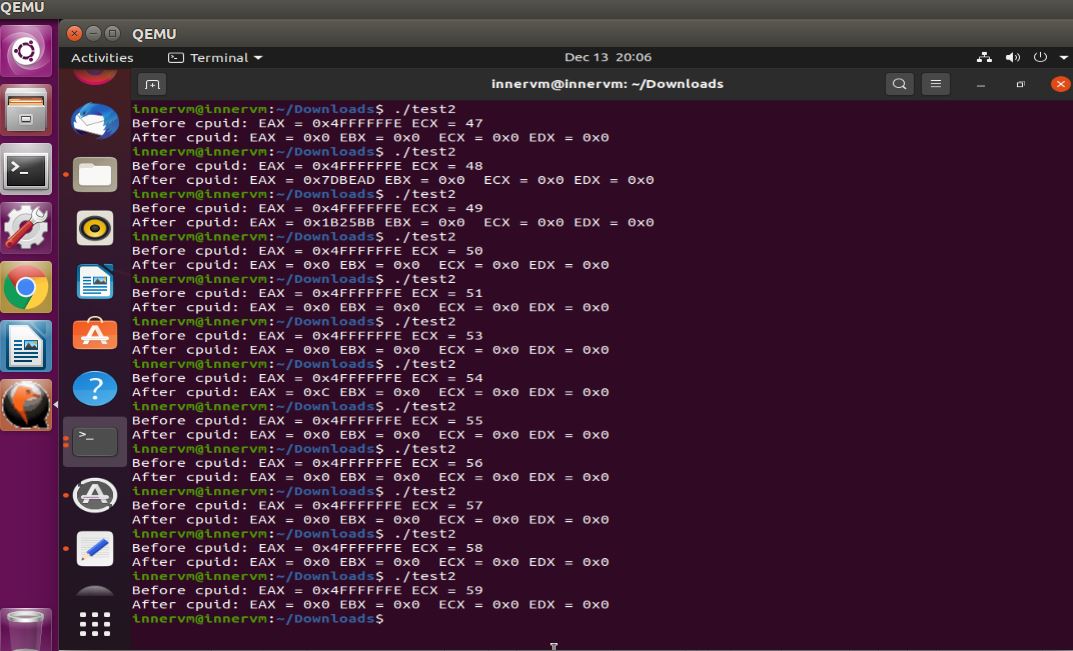 QEMU
QEMU
Activities Terminal Dec 13 20:06
innervm@innervm: ~/Downloads
innervm@innervm:~/Downloads$ ./test2
Before cpuid: EAX = 0x4FFFFFFE ECX = 47
After cpuid: EAX = 0x0 EBX = 0x0  ECX = 0x0 EDX = 0x0
innervm@innervm:~/Downloads$ ./test2
Before cpuid: EAX = 0x4FFFFFFE ECX = 48
After cpuid: EAX = 0x7DBEAD EBX = 0x0  ECX = 0x0 EDX = 0x0
innervm@innervm:~/Downloads$ ./test2
Before cpuid: EAX = 0x4FFFFFFE ECX = 49
After cpuid: EAX = 0x1B25BB EBX = 0x0  ECX = 0x0 EDX = 0x0
innervm@innervm:~/Downloads$ ./test2
Before cpuid: EAX = 0x4FFFFFFE ECX = 50
After cpuid: EAX = 0x0 EBX = 0x0  ECX = 0x0 EDX = 0x0
innervm@innervm:~/Downloads$ ./test2
Before cpuid: EAX = 0x4FFFFFFE ECX = 51
After cpuid: EAX = 0x0 EBX = 0x0  ECX = 0x0 EDX = 0x0
innervm@innervm:~/Downloads$ ./test2
Before cpuid: EAX = 0x4FFFFFFE ECX = 53
After cpuid: EAX = 0x0 EBX = 0x0  ECX = 0x0 EDX = 0x0
innervm@innervm:~/Downloads$ ./test2
Before cpuid: EAX = 0x4FFFFFFE ECX = 54
After cpuid: EAX = 0xC EBX = 0x0  ECX = 0x0 EDX = 0x0
innervm@innervm:~/Downloads$ ./test2
Before cpuid: EAX = 0x4FFFFFFE ECX = 55
After cpuid: EAX = 0x0 EBX = 0x0  ECX = 0x0 EDX = 0x0
innervm@innervm:~/Downloads$ ./test2
Before cpuid: EAX = 0x4FFFFFFE ECX = 56
After cpuid: EAX = 0x0 EBX = 0x0  ECX = 0x0 EDX = 0x0
innervm@innervm:~/Downloads$ ./test2
Before cpuid: EAX = 0x4FFFFFFE ECX = 57
After cpuid: EAX = 0x0 EBX = 0x0  ECX = 0x0 EDX = 0x0
innervm@innervm:~/Downloads$ ./test2
Before cpuid: EAX = 0x4FFFFFFE ECX = 58
After cpuid: EAX = 0x0 EBX = 0x0  ECX = 0x0 EDX = 0x0
innervm@innervm:~/Downloads$ ./test2
Before cpuid: EAX = 0x4FFFFFFE ECX = 59
After cpuid: EAX = 0x0 EBX = 0x0  ECX = 0x0 EDX = 0x0
innervm@innervm:~/Downloads$